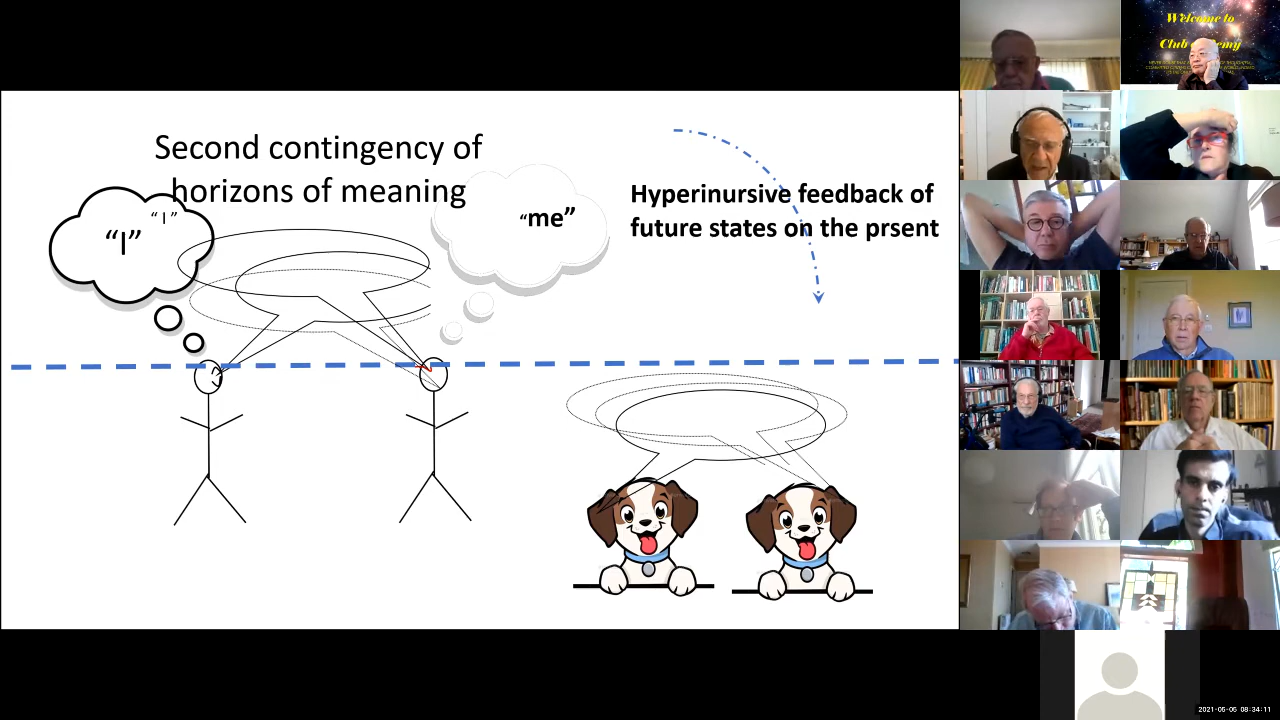 Second contingency of
horizons of meaning
“I”
“I”
“me”
Hyperinursive feedback of
future states on the prsent
Welcome to
2021-05-05 08:34:11